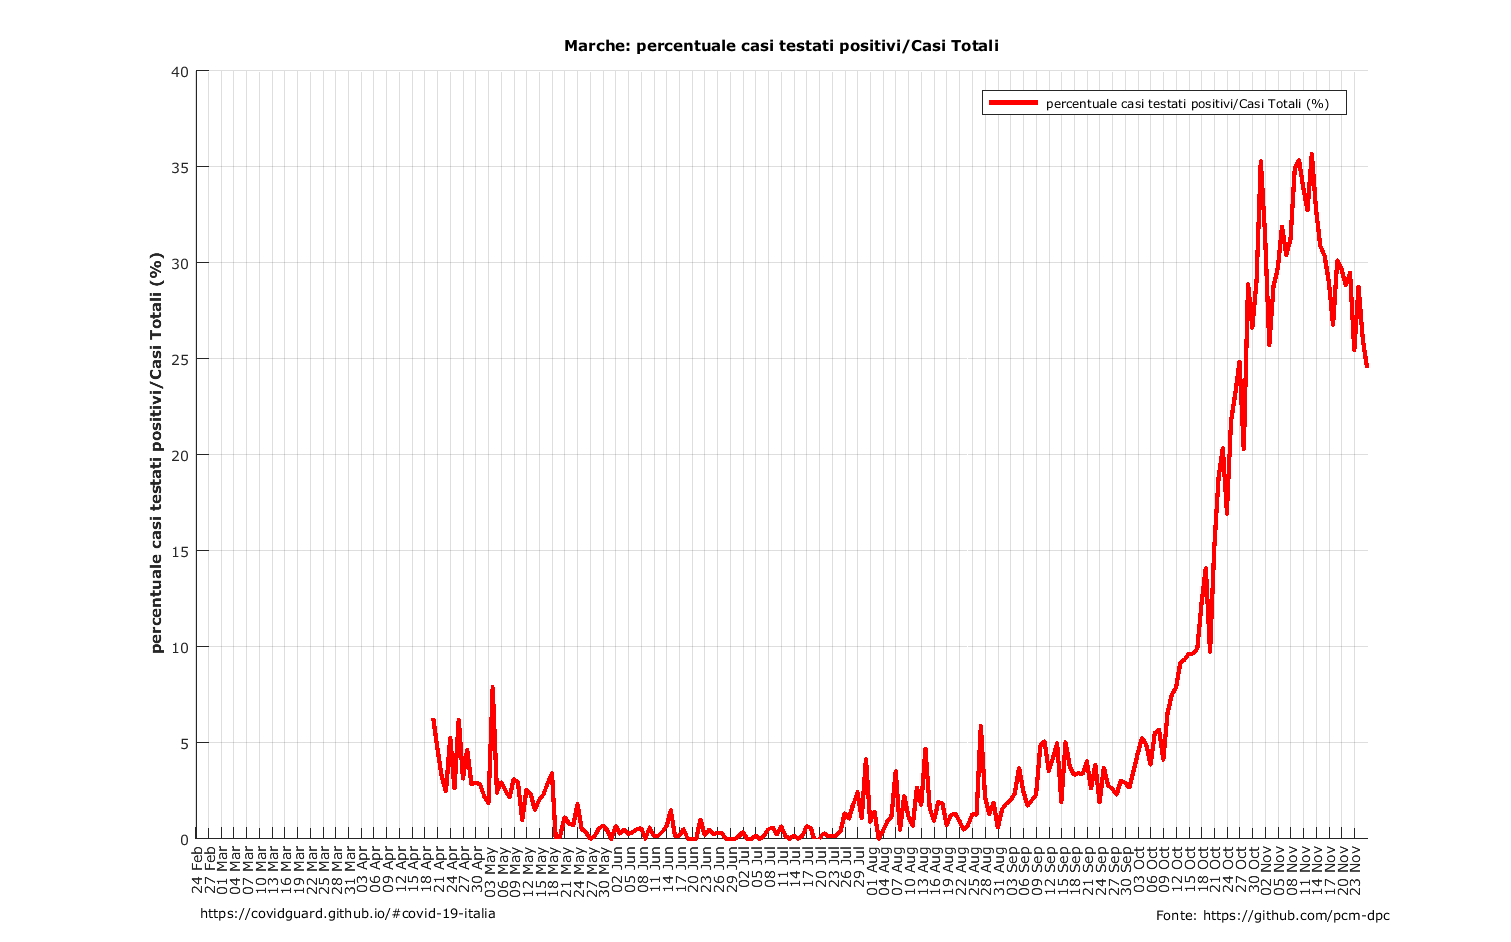 Marche: percentuale casi testati positivi/Casi Totali
percentuale casi testati positivi/Casi Totali (%)
percentuale casi testati positivi/Casi Totali (%)
40
35
30
25
20
15
10
5
0
24 Feb
27 Feb
01 Mar
04 Mar
07 Mar
10 Mar
13 Mar
16 Mar
19 Mar
22 Mar
25 Mar
28 Mar
31 Mar
03 Apr
06 Apr
09 Apr
12 Apr
15 Apr
18 Apr
21 Apr
24 Apr
27 Apr
30 Apr
03 May
06 May
09 May
12 May
15 May
18 May
21 May
24 May
27 May
30 May
02 Jun
05 Jun
08 Jun
11 Jun
14 Jun
17 Jun
20 Jun
23 Jun
26 Jun
29 Jun
02 Jul
05 Jul
08 Jul
11 Jul
14 Jul
17 Jul
20 Jul
23 Jul
26 Jul
29 Jul
01 Aug
04 Aug
07 Aug
10 Aug
13 Aug
16 Aug
19 Aug
22 Aug
25 Aug
28 Aug
31 Aug
03 Sep
06 Sep
09 Sep
12 Sep
15 Sep
18 Sep
21 Sep
24 Sep
27 Sep
30 Sep
03 Oct
06 Oct
09 Oct
12 Oct
15 Oct
18 Oct
21 Oct
24 Oct
27 Oct
30 Oct
02 Nov
05 Nov
08 Nov
11 Nov
14 Nov
17 Nov
20 Nov
23 Nov
https://covidguard.github.io/#covid-19-italia
Fonte: https://github.com/pcm-dpc